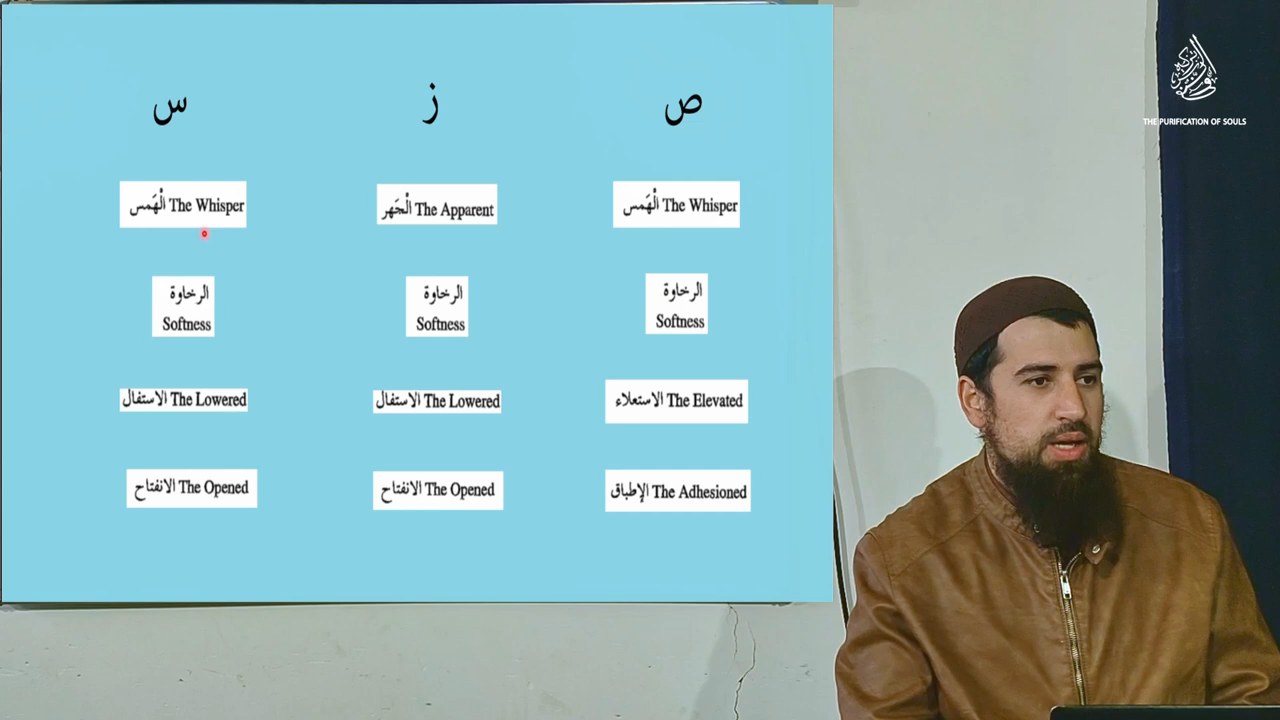 س
ز
ص
الْهَمس The Whisper
الْجَهر The Apparent
الْهَمس The Whisper
الرخاوة
Softness
الرخاوة
Softness
الرخاوة
Softness
الاستفال The Lowered
الاستفال The Lowered
الاستعلاء The Elevated
الانفتاح The Opened
الانفتاح The Opened
الإطباق The Adhesioned
THE PURIFICATION OF SOULS